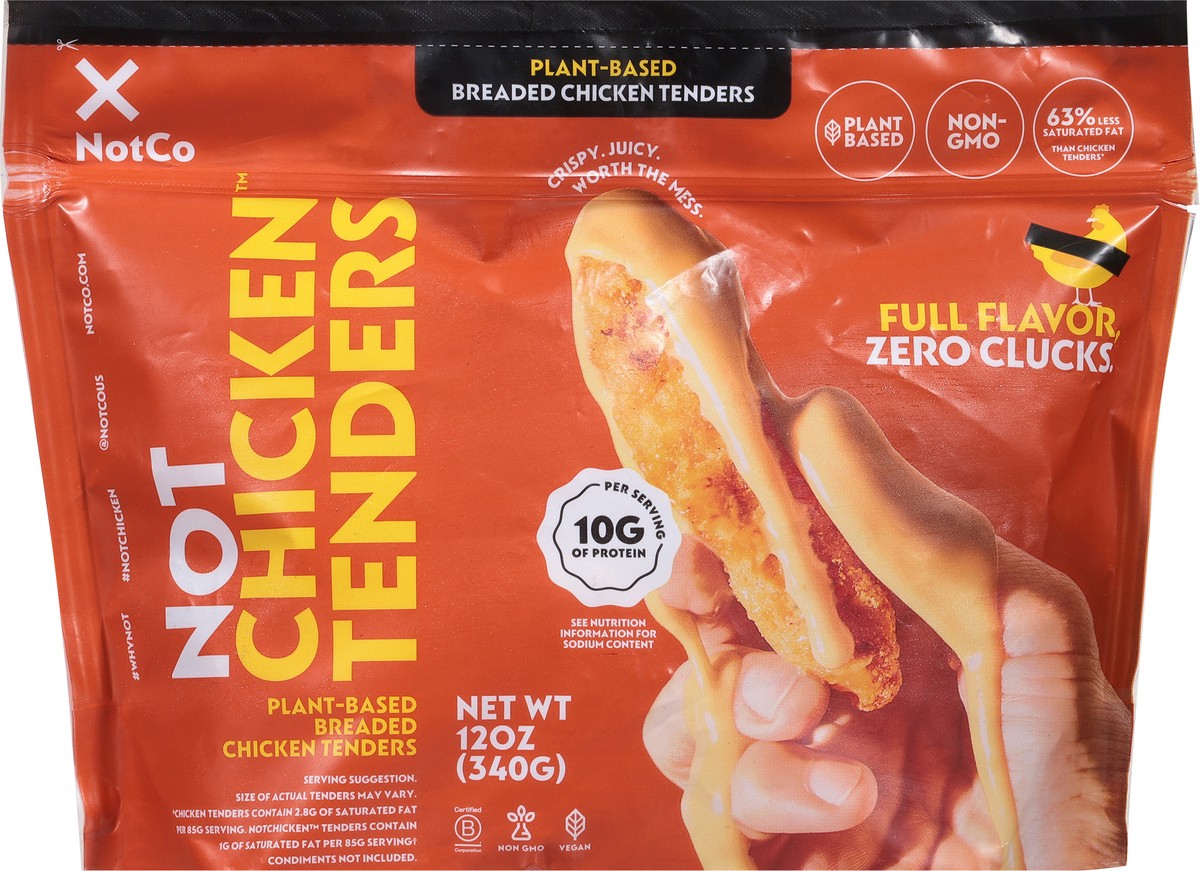 PLANT-BASED
BREADED CHICKEN TENDERS
NotCo
PLANT
BASED
NON-
GMO
63% LESS
SATURATED FAT
THAN CHICKEN
TENDERS*
CRISPY. JUICY.
WORTH THE MESS.
FULL FLAVOR,
ZERO CLUCKS.
NOTCO.COM
@NOTCOUS
#NOTCHICKEN
#WHYNOT
NOT
CHICKEN™
TENDERS
PER SERVING
10G
OF PROTEIN
SEE NUTRITION
INFORMATION FOR
SODIUM CONTENT
PLANT-BASED
BREADED
CHICKEN TENDERS
NET WT
12OZ
(340G)
SERVING SUGGESTION.
SIZE OF ACTUAL TENDERS MAY VARY.
*CHICKEN TENDERS CONTAIN 2.8G OF SATURATED FAT
PER 85G SERVING. NOTCHICKEN™ TENDERS CONTAIN
1G OF SATURATED FAT PER 85G SERVING†
CONDIMENTS NOT INCLUDED.
Certified
B
Corporation
NON GMO
VEGAN